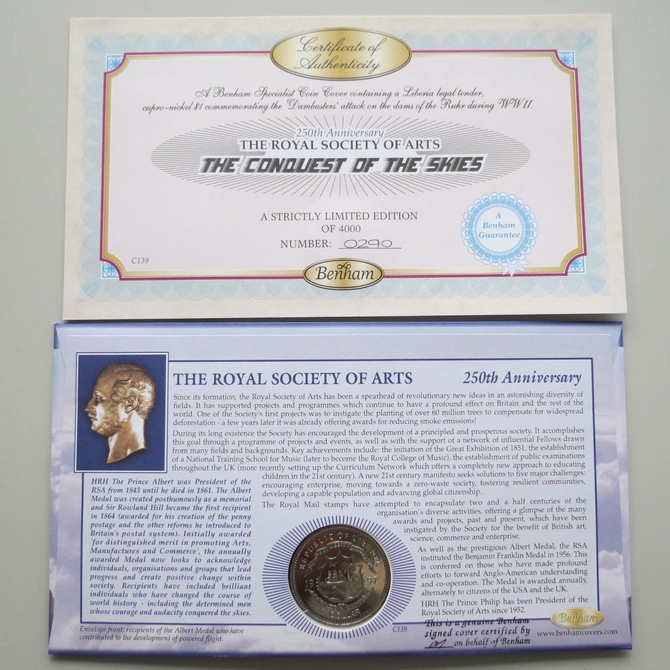 Certificate of
Authenticity
A Benham Specialist Coin Cover containing a Liberia legal tender,
cupro-nickel $1 commemorating the 'Dambusters' attack on the dams of the Ruhr during WWII.
250th Anniversary
THE ROYAL SOCIETY OF ARTS
THE CONQUEST OF THE SKIES
A STRICTLY LIMITED EDITION
OF 4000
NUMBER: 0290
A
Benham
Guarantee
C139
Benham
THE ROYAL SOCIETY OF ARTS 250th Anniversary
Since its formation, the Royal Society of Arts has been a spearhead of revolutionary new ideas in an astonishing diversity of
fields. It has supported projects and programmes which continue to have a profound effect on Britain and the rest of the
world. One of the Society's first projects was to instigate the planting of over 60 million trees to compensate for widespread
deforestation - a few years later it was already offering awards for reducing smoke emissions!
During its long existence the Society has encouraged the development of a principled and prosperous society. It accomplishes
this goal through a programme of projects and events, as well as with the support of a network of influential Fellows drawn
from many fields and backgrounds. Key achievements include: the initiation of the Great Exhibition of 1851, the establishment
of a National Training School for Music (later to become the Royal College of Music), the establishment of public examinations
throughout the UK (more recently setting up the Curriculum Network which offers a completely new approach to educating
children in the 21st century). A new 21st century manifesto seeks solutions to five major challenges:
encouraging enterprise, moving towards a zero-waste society, fostering resilient communities,
developing a capable population and advancing global citizenship.
The Royal Mail stamps have attempted to encapsulate two and a half centuries of the
organisation's diverse activities, offering a glimpse of the many
awards and projects, past and present, which have been
instigated by the Society for the benefit of British art,
science, commerce and enterprise.
As well as the prestigious Albert Medal, the RSA
instituted the Benjamin Franklin Medal in 1956. This is
conferred on those who have made profound
efforts to forward Anglo-American understanding
and co-operation. The Medal is awarded annually,
alternately to citizens of the USA and the UK.
HRH The Prince Philip has been President of the
Royal Society of Arts since 1952.
HRH The Prince Albert was President of the
RSA from 1843 until he died in 1861. The Albert
Medal was created posthumously as a memorial
and Sir Rowland Hill became the first recipient
in 1864 (awarded for his creation of the penny
postage and the other reforms he introduced to
Britain's postal system). Initially awarded
'for distinguished merit in promoting Arts,
Manufactures and Commerce', the annually
awarded Medal now looks to acknowledge
individuals, organisations and groups that lead
progress and create positive change within
society. Recipients have included brilliant
individuals who have changed the course of
world history - including the determined men
whose courage and audacity conquered the skies.
Envelope front: recipients of the Albert Medal who have
contributed to the development of powered flight.
REPUBLIC OF LIBERIA
C139
This is a genuine Benham
signed cover certified by
on behalf of Benham
Benham
www.benhamcovers.com